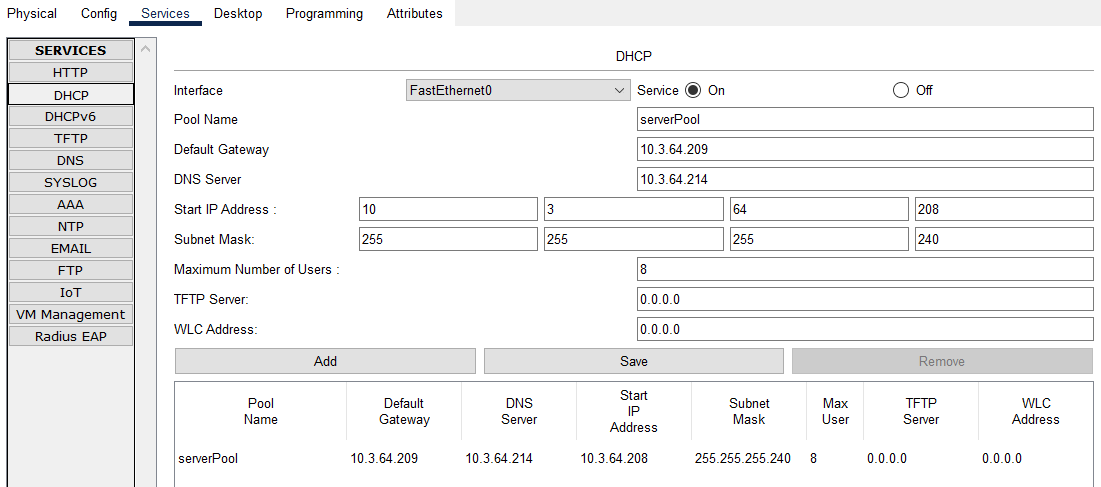 Physical Config Services Desktop Programming Attributes
SERVICES
HTTP
DHCP
DHCPv6
TFTP
DNS
SYSLOG
AAA
NTP
EMAIL
FTP
IoT
VM Management
Radius EAP
DHCP
Interface FastEthernet0 Service On Off
Pool Name serverPool
Default Gateway 10.3.64.209
DNS Server 10.3.64.214
Start IP Address : 10 3 64 208
Subnet Mask: 255 255 255 240
Maximum Number of Users : 8
TFTP Server: 0.0.0.0
WLC Address: 0.0.0.0
Add Save Remove
Pool Name Default Gateway DNS Server Start IP Address Subnet Mask Max User TFTP Server WLC Address
serverPool 10.3.64.209 10.3.64.214 10.3.64.208 255.255.255.240 8 0.0.0.0 0.0.0.0